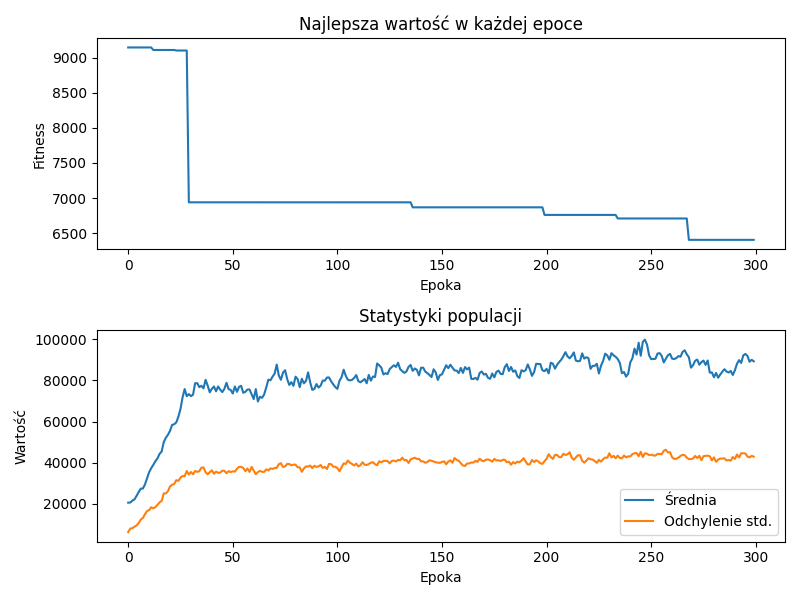 Najlepsza wartość w każdej epoce
9000
8500
8000
7500
7000
6500
Fitness
0 50 100 150 200 250 300
Epoka
Statystyki populacji
100000
80000
60000
40000
20000
Wartość
Średnia
Odchylenie std.
0 50 100 150 200 250 300
Epoka